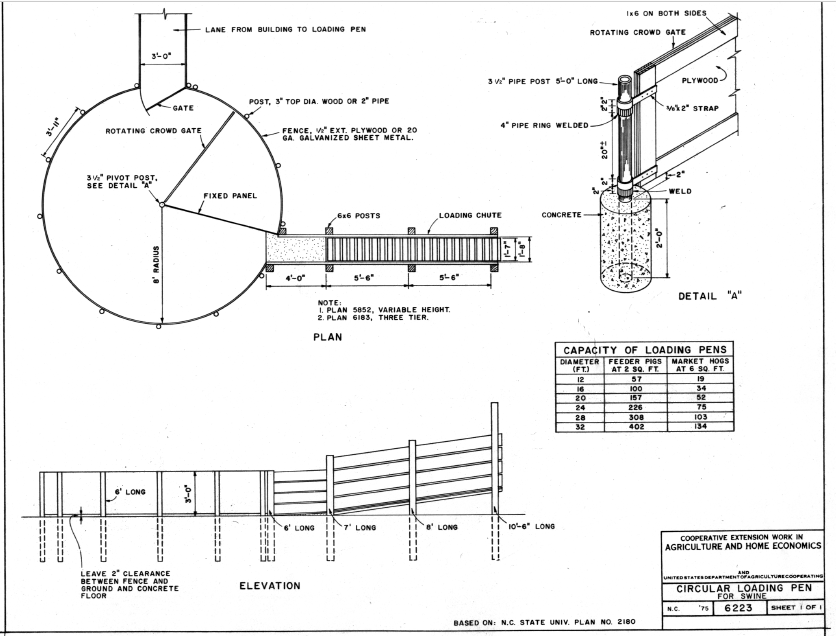 LANE FROM BUILDING TO LOADING PEN
3'-0"
GATE
POST, 3" TOP DIA. WOOD OR 2" PIPE
3'-11"
ROTATING CROWD GATE
FENCE, 1/2" EXT. PLYWOOD OR 20
GA. GALVANIZED SHEET METAL.
3 1/2" PIVOT POST,
SEE DETAIL "A"
FIXED PANEL
6x6 POSTS
LOADING CHUTE
8' RADIUS
1'-7"
1'-8"
4'-0"
5'-6"
5'-6"
NOTE:
1. PLAN 5852, VARIABLE HEIGHT.
2. PLAN 6183, THREE TIER.
PLAN
1x6 ON BOTH SIDES
ROTATING CROWD GATE
3 1/2" PIPE POST 5'-0" LONG
PLYWOOD
2"
2"
STRAP
4" PIPE RING WELDED
20"±
2"
2"
2"
WELD
CONCRETE
2'-0"
DETAIL "A"
CAPACITY OF LOADING PENS
DIAMETER (FT.) FEEDER PIGS AT 2 SQ. FT. MARKET HOGS AT 6 SQ. FT.
12 57 19
16 100 34
20 157 52
24 226 75
28 308 103
32 402 134
6' LONG
3'-0"
6' LONG
7' LONG
8' LONG
10'-6" LONG
LEAVE 2" CLEARANCE
BETWEEN FENCE AND
GROUND AND CONCRETE
FLOOR
ELEVATION
BASED ON: N.C. STATE UNIV. PLAN NO. 2180
COOPERATIVE EXTENSION WORK IN
AGRICULTURE AND HOME ECONOMICS
AND
UNITED STATES DEPARTMENT OF AGRICULTURE COOPERATING
CIRCULAR LOADING PEN
FOR SWINE
N.C. '75 6223 SHEET 1 OF 1